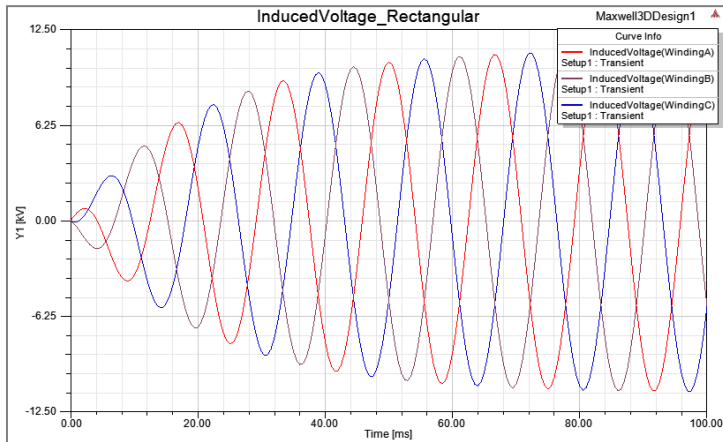 InducedVoltage_Rectangular
Maxwell3DDesign1
Curve Info
InducedVoltage(WindingA)
Setup1 : Transient
InducedVoltage(WindingB)
Setup1 : Transient
InducedVoltage(WindingC)
Setup1 : Transient
12.50
6.25
0.00
-6.25
-12.50
Y1 [kV]
0.00 20.00 40.00 60.00 80.00 100.00
Time [ms]